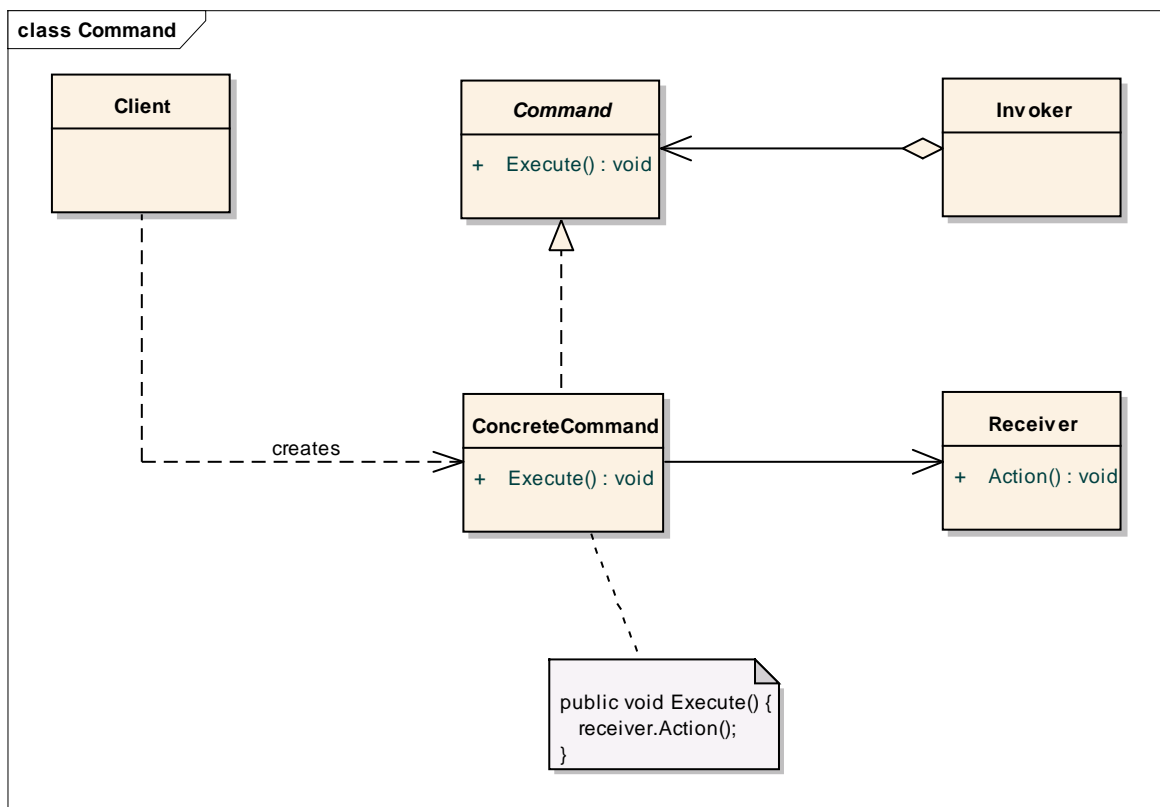 class Command
Client
Command
+ Execute() : void
Invoker
creates
ConcreteCommand
+ Execute() : void
Receiver
+ Action() : void
public void Execute() {
receiver.Action();
}